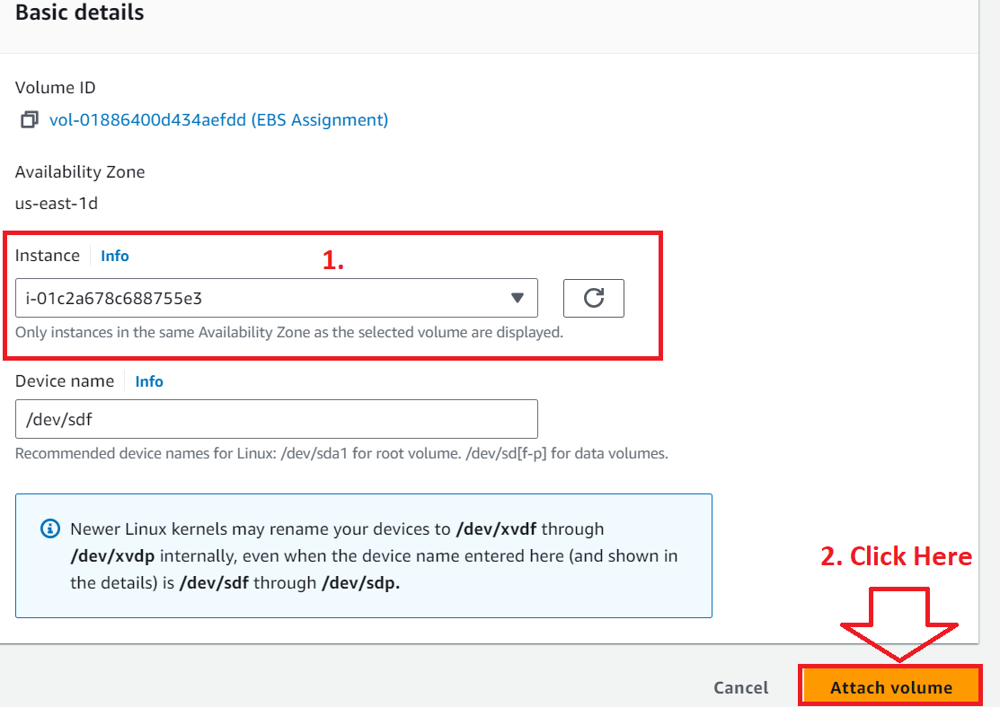 Basic details
Volume ID
vol-01886400d434aefdd (EBS Assignment)
Availability Zone
us-east-1d
Instance Info
1.
i-01c2a678c688755e3
Only instances in the same Availability Zone as the selected volume are displayed.
Device name Info
/dev/sdf
Recommended device names for Linux: /dev/sda1 for root volume. /dev/sd[f-p] for data volumes.
Newer Linux kernels may rename your devices to /dev/xvdf through
/dev/xvdp internally, even when the device name entered here (and shown in
the details) is /dev/sdf through /dev/sdp.
2. Click Here
Cancel Attach volume